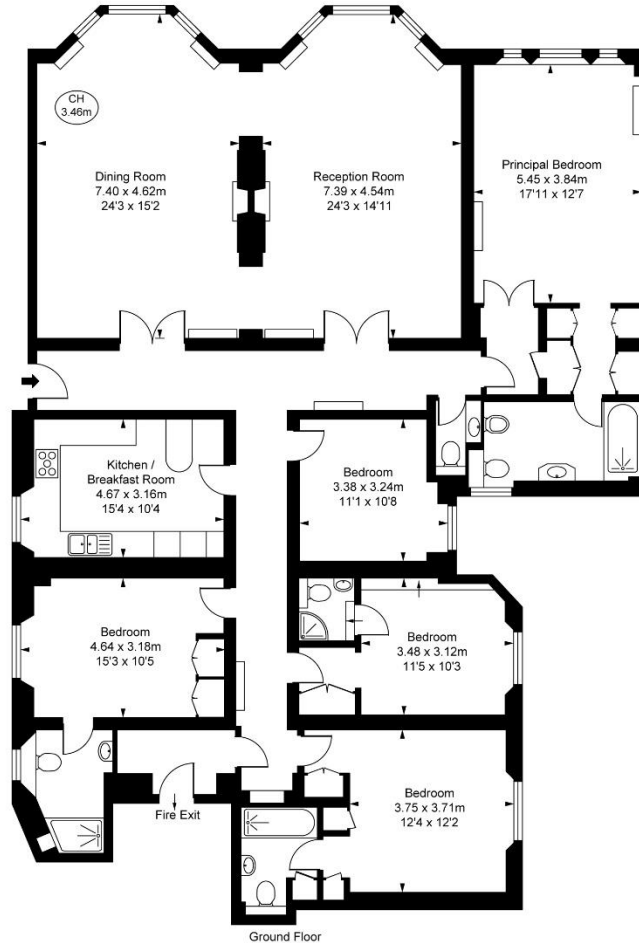 CH
3.46m
Dining Room
7.40 x 4.62m
24'3 x 15'2
Reception Room
7.39 x 4.54m
24'3 x 14'11
Principal Bedroom
5.45 x 3.84m
17'11 x 12'7
Kitchen /
Breakfast Room
4.67 x 3.16m
15'4 x 10'4
Bedroom
3.38 x 3.24m
11'1 x 10'8
Bedroom
4.64 x 3.18m
15'3 x 10'5
Bedroom
3.48 x 3.12m
11'5 x 10'3
Fire Exit
Bedroom
3.75 x 3.71m
12'4 x 12'2
Ground Floor